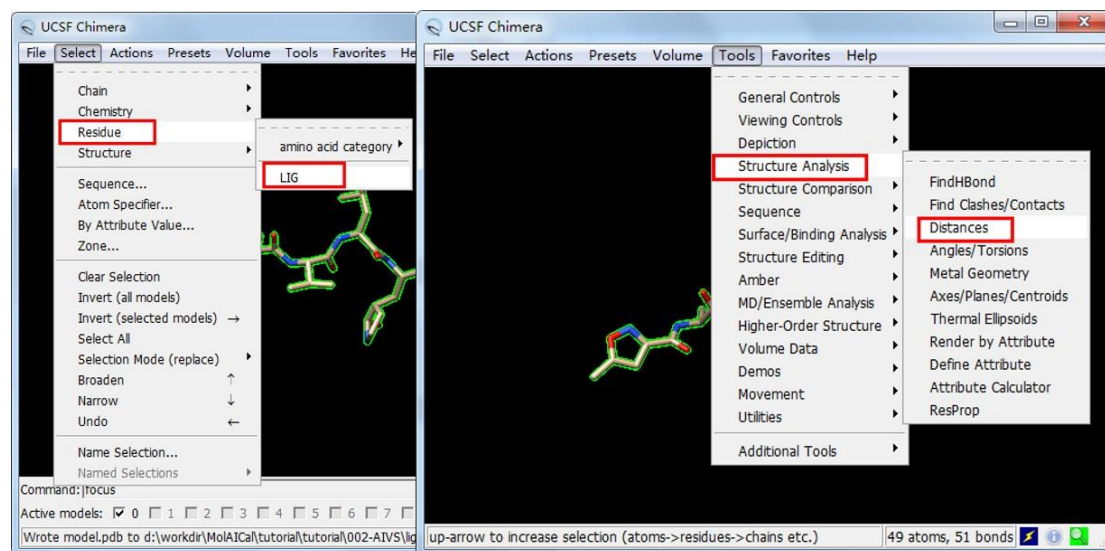 UCSF Chimera
File Select Actions Presets Volume Tools Favorites He
Chain
Chemistry
Residue
Structure
Sequence...
Atom Specifier...
By Attribute Value...
Zone...
Clear Selection
Invert (all models)
Invert (selected models) →
Select All
Selection Mode (replace)
Broaden ↑
Narrow ↓
Undo ←
Name Selection...
Named Selections
amino acid category
LIG
Command: focus
Active models: 0 1 2 3 4 5 6 7
Wrote model.pdb to d:\workdir\MolAICal\tutorial\tutorial\002-AIVS\lig
UCSF Chimera
File Select Actions Presets Volume Tools Favorites Help
General Controls
Viewing Controls
Depiction
Structure Analysis
Structure Comparison
Sequence
Surface/Binding Analysis
Structure Editing
Amber
MD/Ensemble Analysis
Higher-Order Structure
Volume Data
Demos
Movement
Utilities
Additional Tools
FindHBond
Find Clashes/Contacts
Distances
Angles/Torsions
Metal Geometry
Axes/Planes/Centroids
Thermal Ellipsoids
Render by Attribute
Define Attribute
Attribute Calculator
ResProp
up-arrow to increase selection (atoms->residues->chains etc.) 49 atoms, 51 bonds